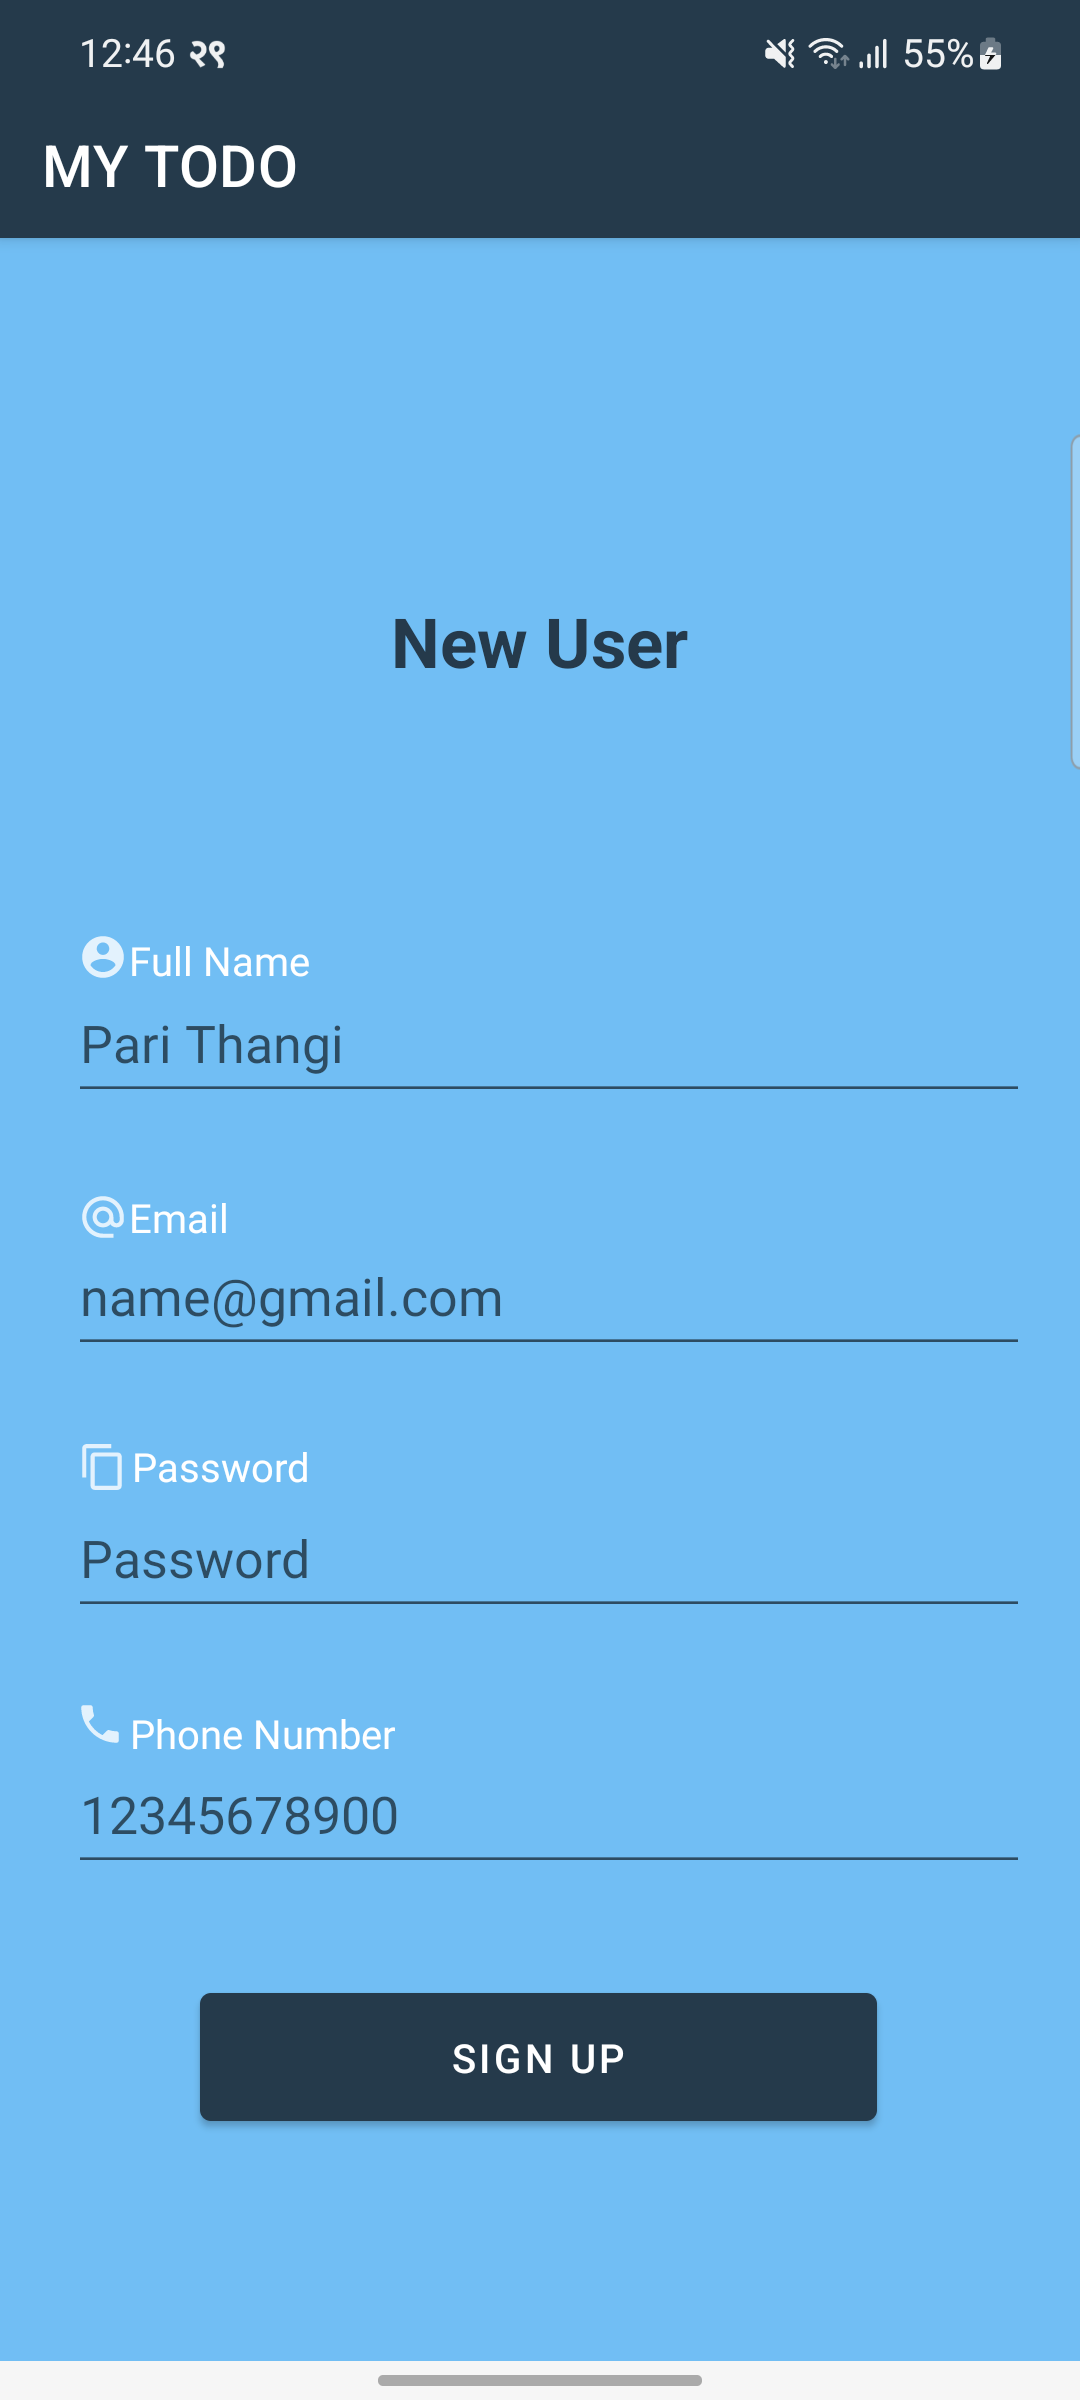 12:46 २९ 55%
MY TODO
New User
Full Name
Pari Thangi
Email
name@gmail.com
Password
Password
Phone Number
12345678900
SIGN UP